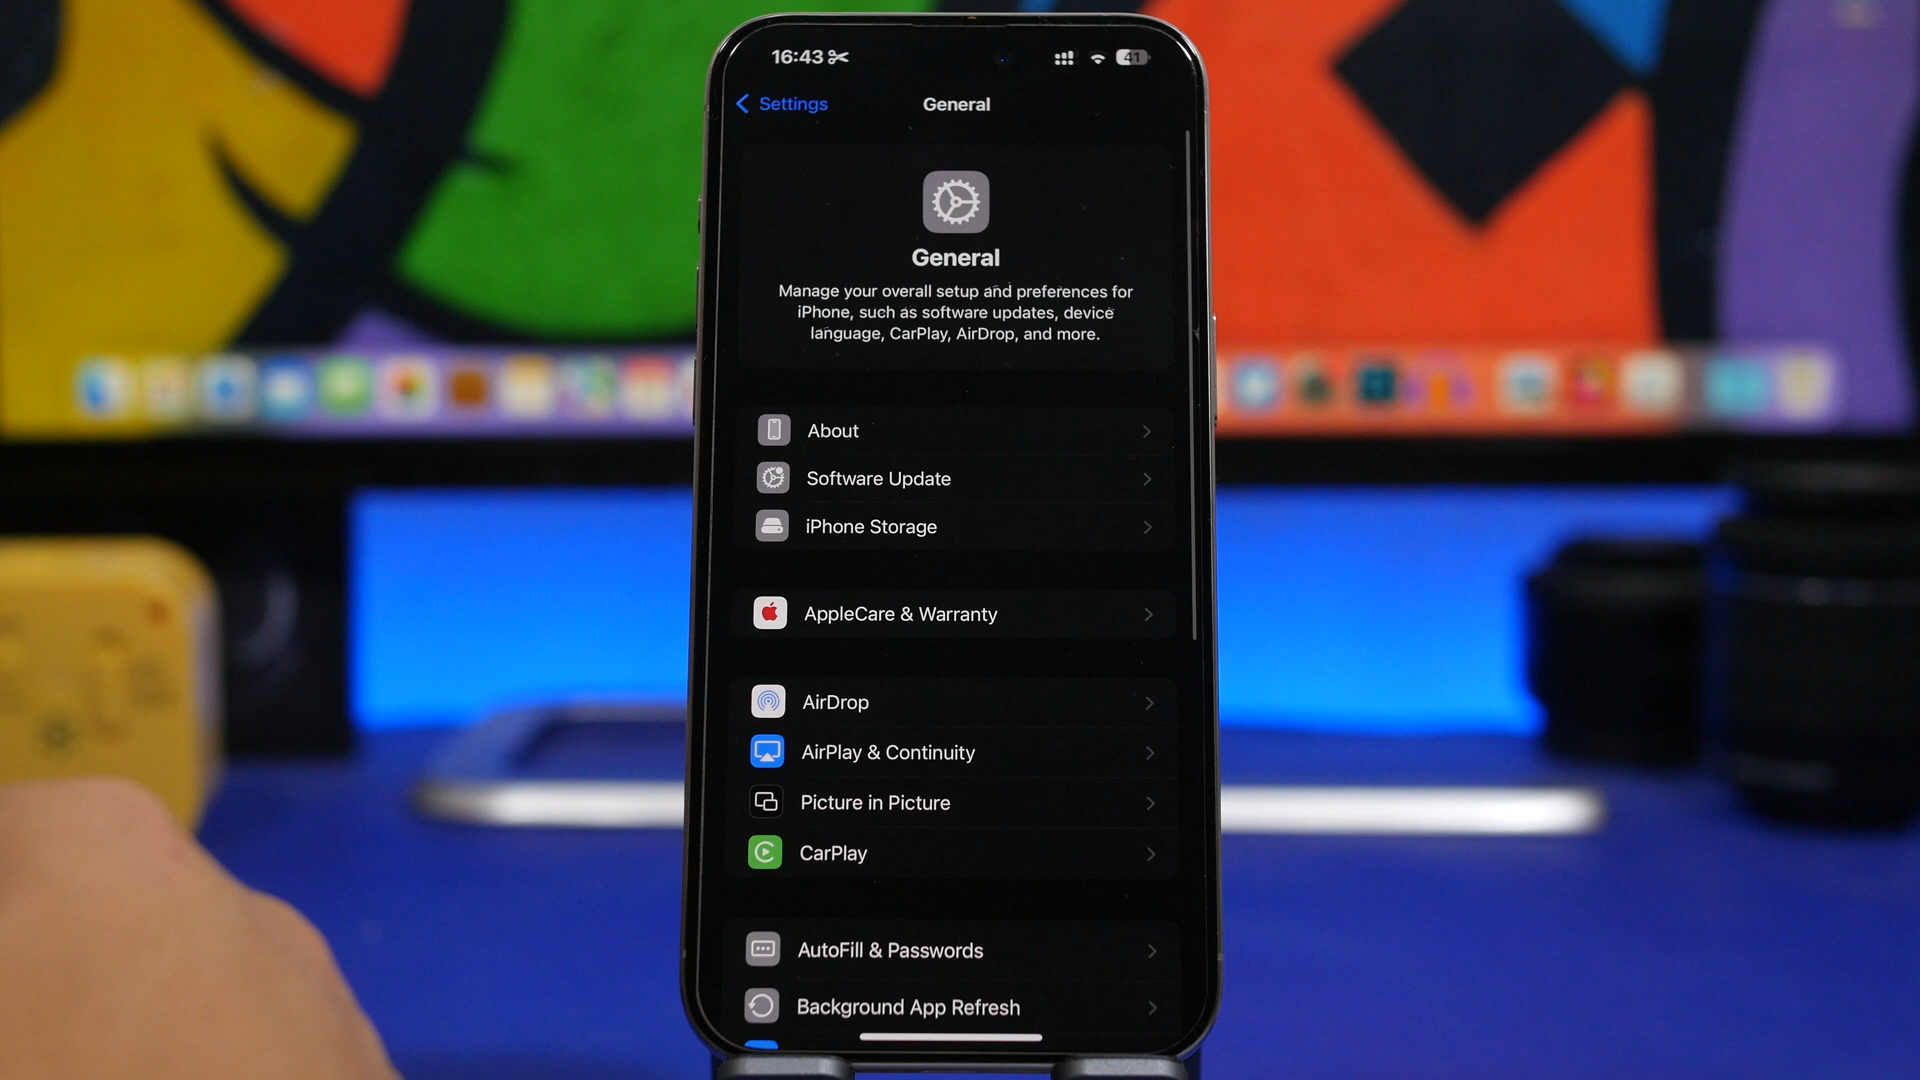 16:43
41
Settings
General
General
Manage your overall setup and preferences for
iPhone, such as software updates, device
language, CarPlay, AirDrop, and more.
About
Software Update
iPhone Storage
AppleCare & Warranty
AirDrop
AirPlay & Continuity
Picture in Picture
CarPlay
AutoFill & Passwords
Background App Refresh